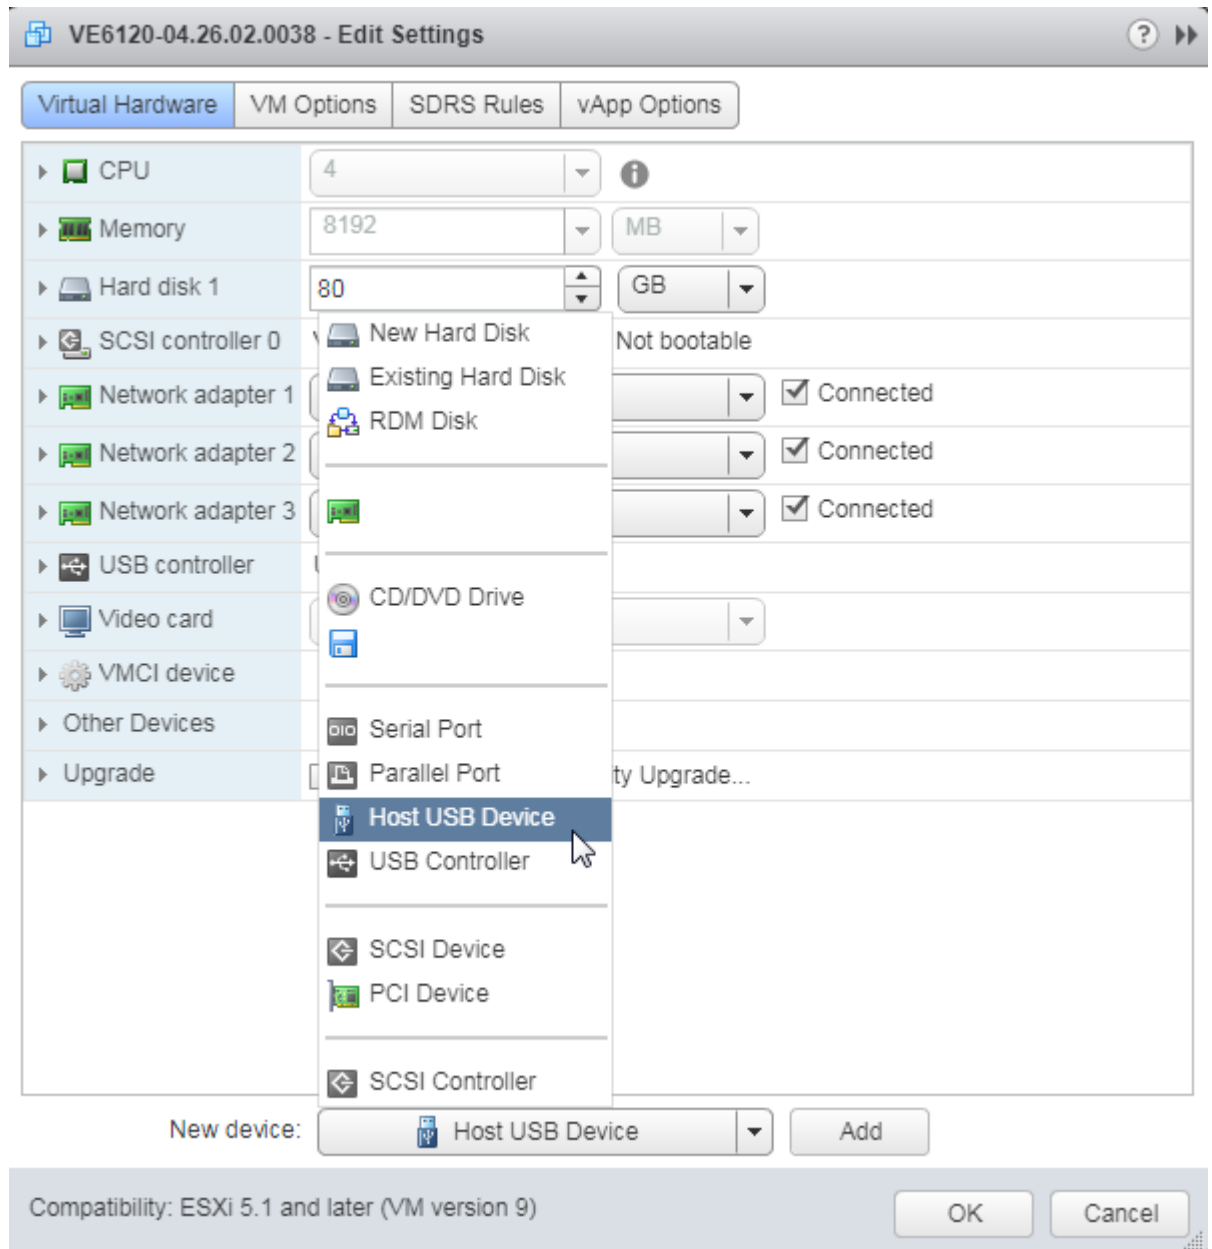 VE6120-04.26.02.0038 - Edit Settings
?
Virtual Hardware VM Options SDRS Rules vApp Options
CPU 4
Memory 8192 MB
Hard disk 1 80 GB
New Hard Disk
SCSI controller 0 Not bootable
Existing Hard Disk
Network adapter 1 Connected
RDM Disk
Network adapter 2 Connected
Network adapter 3 Connected
USB controller
CD/DVD Drive
Video card
VMCI device
Other Devices
Serial Port
Upgrade ty Upgrade...
Parallel Port
Host USB Device
USB Controller
SCSI Device
PCI Device
SCSI Controller
New device: Host USB Device Add
Compatibility: ESXi 5.1 and later (VM version 9) OK Cancel